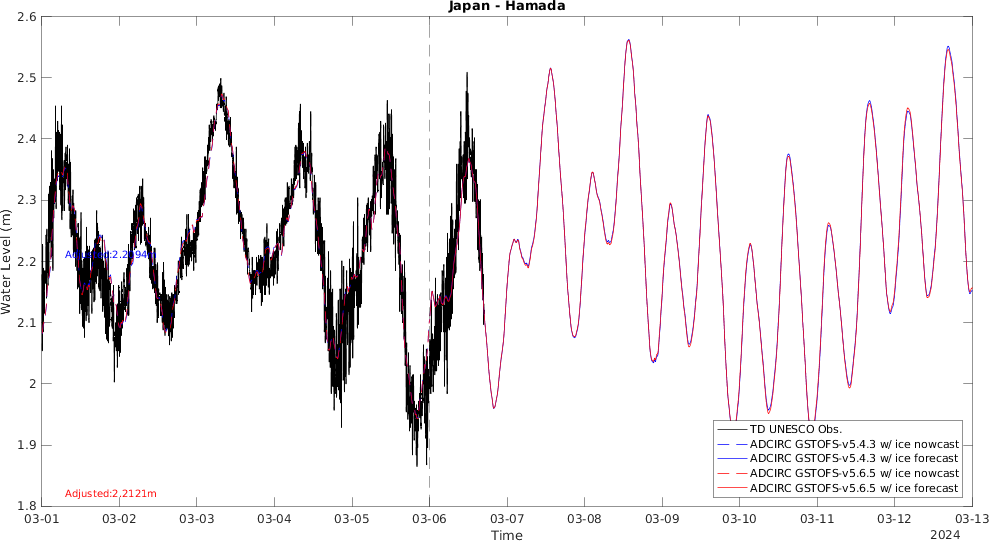 Japan - Hamada
Water Level (m)
2.6
2.5
2.4
2.3
2.2
2.1
2
1.9
1.8
Adjusted:2.2121m
TD UNESCO Obs.
ADCIRC GSTOFS-v5.4.3 w/ ice nowcast
ADCIRC GSTOFS-v5.4.3 w/ ice forecast
ADCIRC GSTOFS-v5.6.5 w/ ice nowcast
ADCIRC GSTOFS-v5.6.5 w/ ice forecast
03-01 03-02 03-03 03-04 03-05 03-06 03-07 03-08 03-09 03-10 03-11 03-12 03-13
Time
2024